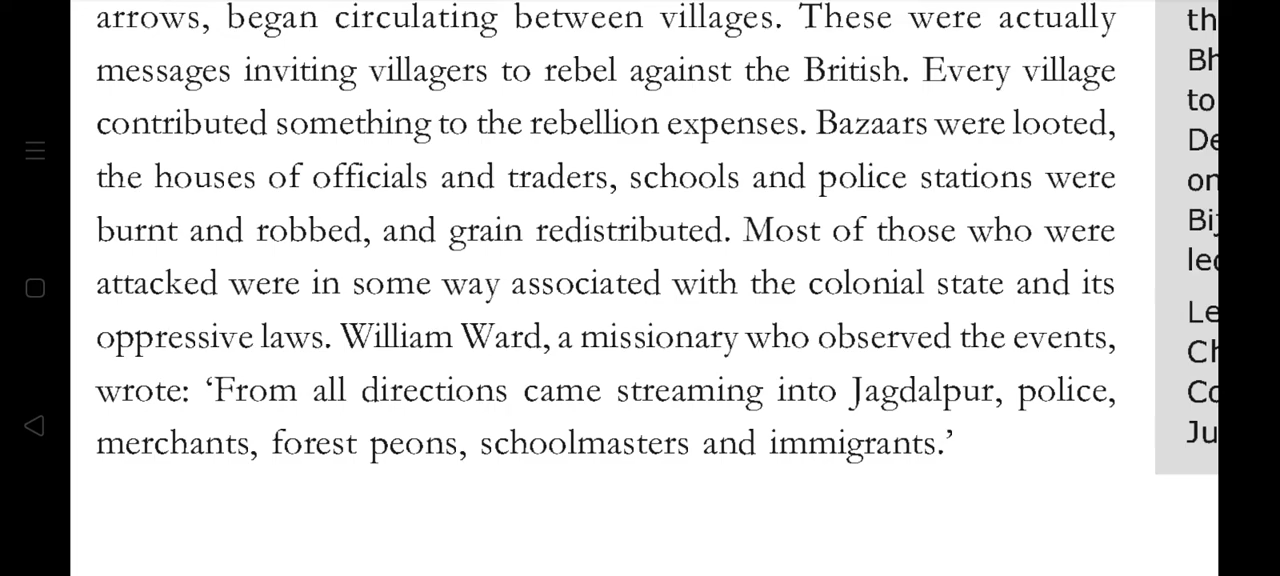 arrows, began circulating between villages. These were actually
messages inviting villagers to rebel against the British. Every village
contributed something to the rebellion expenses. Bazaars were looted,
the houses of officials and traders, schools and police stations were
burnt and robbed, and grain redistributed. Most of those who were
attacked were in some way associated with the colonial state and its
oppressive laws. William Ward, a missionary who observed the events,
wrote: ‘From all directions came streaming into Jagdalpur, police,
merchants, forest peons, schoolmasters and immigrants.’
to
on